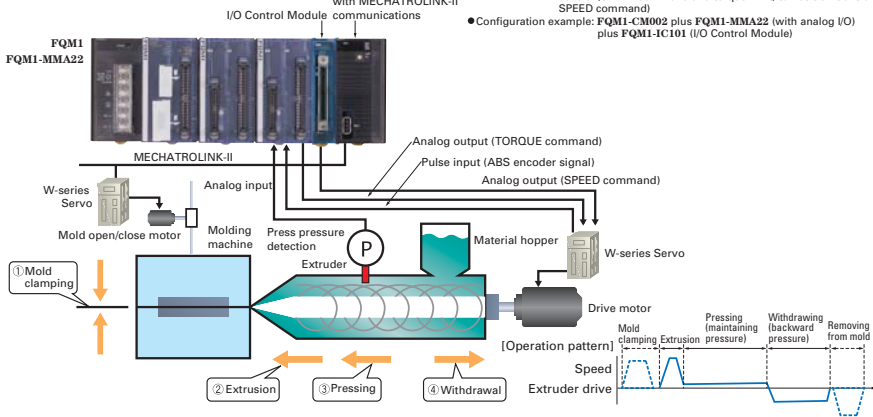 with MECHATROLINK-II
I/O Control Module communications
SPEED command)
●Configuration example: FQM1-CM002 plus FQM1-MMA22 (with analog I/O)
plus FQM1-IC101 (I/O Control Module)
FQM1
FQM1-MMA22
Analog output (TORQUE command)
MECHATROLINK-II
Pulse input (ABS encoder signal)
Analog input
Analog output (SPEED command)
W-series
Servo
Mold open/close motor
Molding
machine
Press pressure
detection
P
Extruder
Material hopper
W-series Servo
①Mold
clamping
Drive motor
②Extrusion
③Pressing
④Withdrawal
[Operation pattern]
Mold
clamping
Extrusion
Pressing
(maintaining
pressure)
Withdrawing
(backward
pressure)
Removing
from mold
Speed
Extruder drive